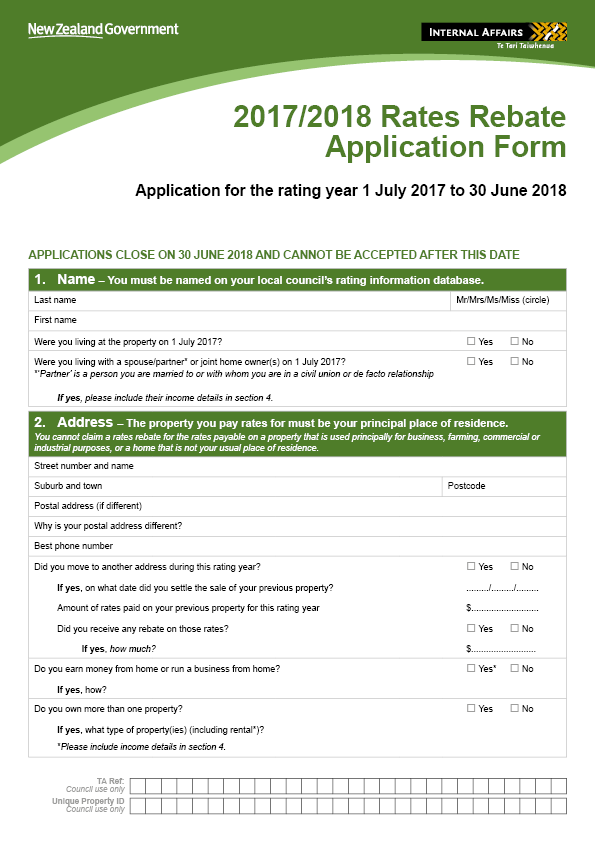 New Zealand Government
INTERNAL AFFAIRS
Te Tari Taiwhenua
2017/2018 Rates Rebate
Application Form
Application for the rating year 1 July 2017 to 30 June 2018
APPLICATIONS CLOSE ON 30 JUNE 2018 AND CANNOT BE ACCEPTED AFTER THIS DATE
1. Name – You must be named on your local council's rating information database.
Last name Mr/Mrs/Ms/Miss (circle)
First name
Were you living at the property on 1 July 2017? ☐ Yes ☐ No
Were you living with a spouse/partner* or joint home owner(s) on 1 July 2017? ☐ Yes ☐ No
*'Partner' is a person you are married to or with whom you are in a civil union or de facto relationship
If yes, please include their income details in section 4.
2. Address – The property you pay rates for must be your principal place of residence.
You cannot claim a rates rebate for the rates payable on a property that is used principally for business, farming, commercial or
industrial purposes, or a home that is not your usual place of residence.
Street number and name
Suburb and town Postcode
Postal address (if different)
Why is your postal address different?
Best phone number
Did you move to another address during this rating year? ☐ Yes ☐ No
If yes, on what date did you settle the sale of your previous property? ........./........./.........
Amount of rates paid on your previous property for this rating year $..........................
Did you receive any rebate on those rates? ☐ Yes ☐ No
If yes, how much? $.........................
Do you earn money from home or run a business from home? ☐ Yes* ☐ No
If yes, how?
Do you own more than one property? ☐ Yes ☐ No
If yes, what type of property(ies) (including rental*)?
*Please include income details in section 4.
TA Ref:
Council use only
Unique Property ID
Council use only